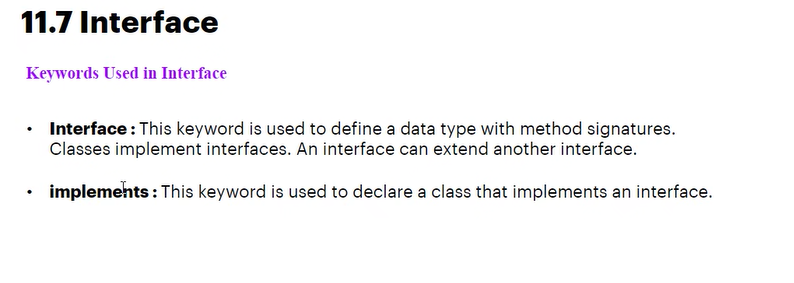 11.7 Interface
Keywords Used in Interface
• Interface : This keyword is used to define a data type with method signatures.
Classes implement interfaces. An interface can extend another interface.
• implements : This keyword is used to declare a class that implements an interface.